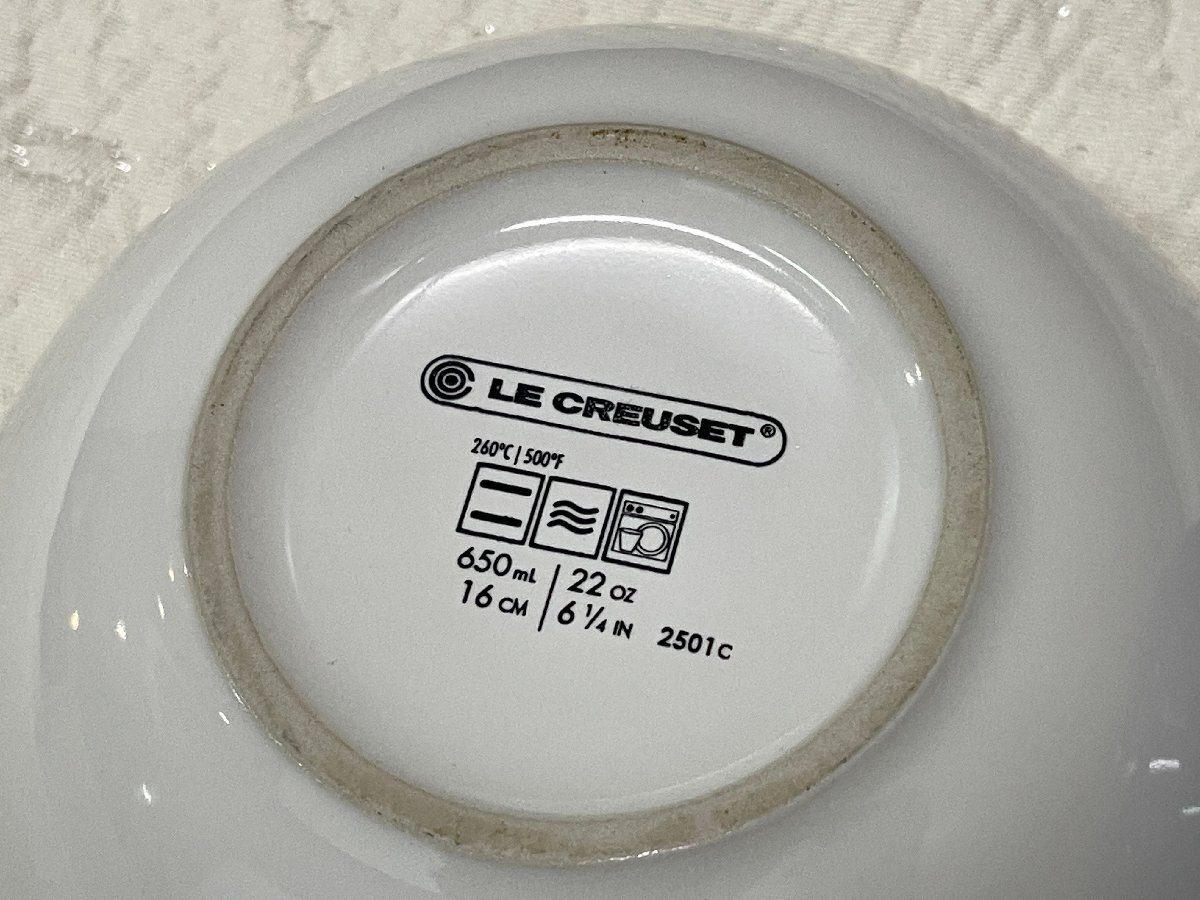 LE CREUSET®
260°C | 500°F
650 mL | 22 OZ
16 CM | 6 ¼ IN 2501C